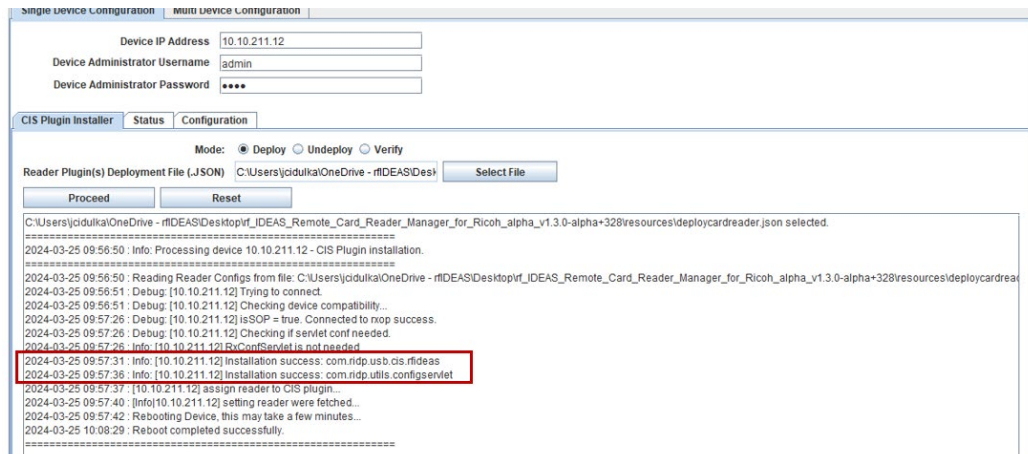 Single Device Configuration Multi Device Configuration
Device IP Address 10.10.211.12
Device Administrator Username admin
Device Administrator Password ••••
CIS Plugin Installer Status Configuration
Mode: Deploy Undeploy Verify
Reader Plugin(s) Deployment File (.JSON) C:\Users\jcidulka\OneDrive - rfIDEAS\Desk Select File
Proceed Reset
C:\Users\jcidulka\OneDrive - rfIDEAS\Desktop\rf_IDEAS_Remote_Card_Reader_Manager_for_Ricoh_alpha_v1.3.0-alpha+328\resources\deploycardreader.json selected.
==============================================================
2024-03-25 09:56:50 : Info: Processing device 10.10.211.12 - CIS Plugin installation.
==============================================================
2024-03-25 09:56:50 : Reading Reader Configs from file: C:\Users\jcidulka\OneDrive - rfIDEAS\Desktop\rf_IDEAS_Remote_Card_Reader_Manager_for_Ricoh_alpha_v1.3.0-alpha+328\resources\deploycardreac
2024-03-25 09:56:51 : Debug: [10.10.211.12] Trying to connect.
2024-03-25 09:56:51 : Debug: [10.10.211.12] Checking device compatibility...
2024-03-25 09:57:26 : Debug: [10.10.211.12] isSOP = true. Connected to rxop success.
2024-03-25 09:57:26 : Debug: [10.10.211.12] Checking if servlet conf needed.
2024-03-25 09:57:26 : Info: [10.10.211.12] RxConfServlet is not needed
2024-03-25 09:57:31 : Info: [10.10.211.12] Installation success: com.ridp.usb.cis.rfideas
2024-03-25 09:57:36 : Info: [10.10.211.12] Installation success: com.ridp.utils.configservlet
2024-03-25 09:57:37 : [10.10.211.12] assign reader to CIS plugin...
2024-03-25 09:57:40 : [Info|10.10.211.12] setting reader were fetched...
2024-03-25 09:57:42 : Rebooting Device, this may take a few minutes...
2024-03-25 10:08:29 : Reboot completed successfully.
==============================================================